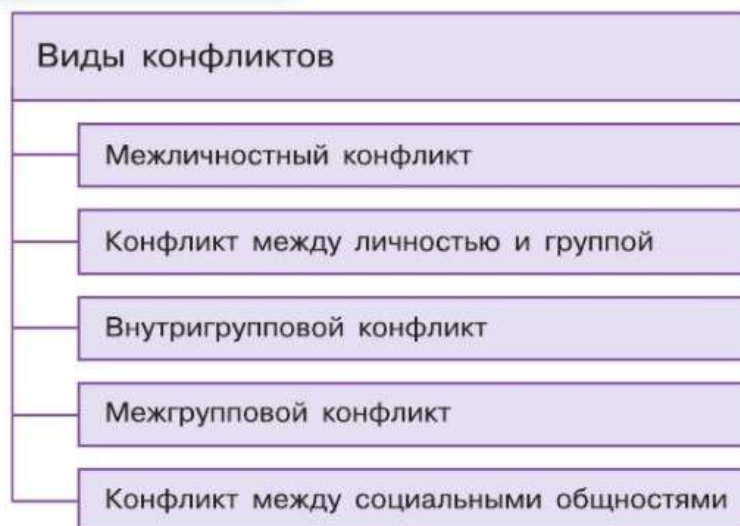 Виды конфликтов
Межличностный конфликт
Конфликт между личностью и группой
Внутригрупповой конфликт
Межгрупповой конфликт
Конфликт между социальными общностями